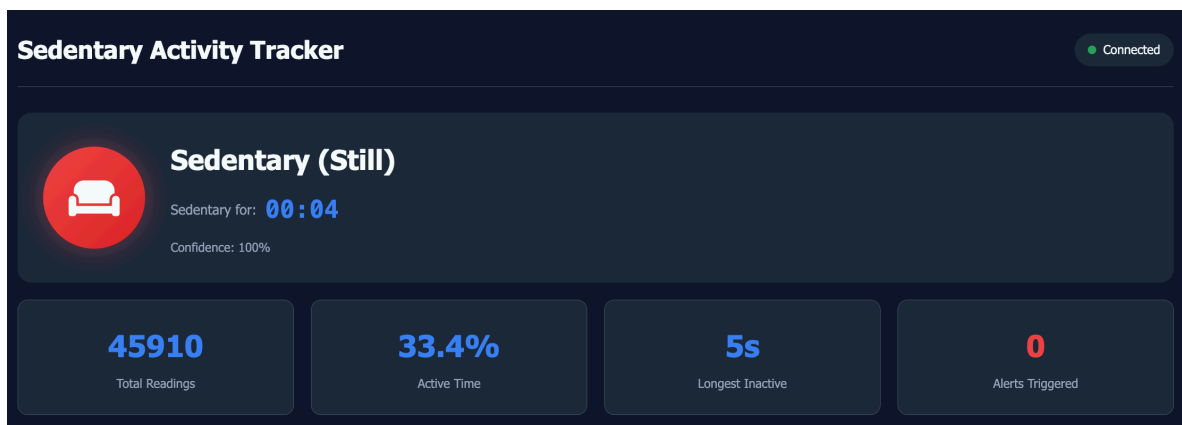 Sedentary Activity Tracker
Connected
Sedentary (Still)
Sedentary for: 00:04
Confidence: 100%
45910
Total Readings
33.4%
Active Time
5s
Longest Inactive
0
Alerts Triggered